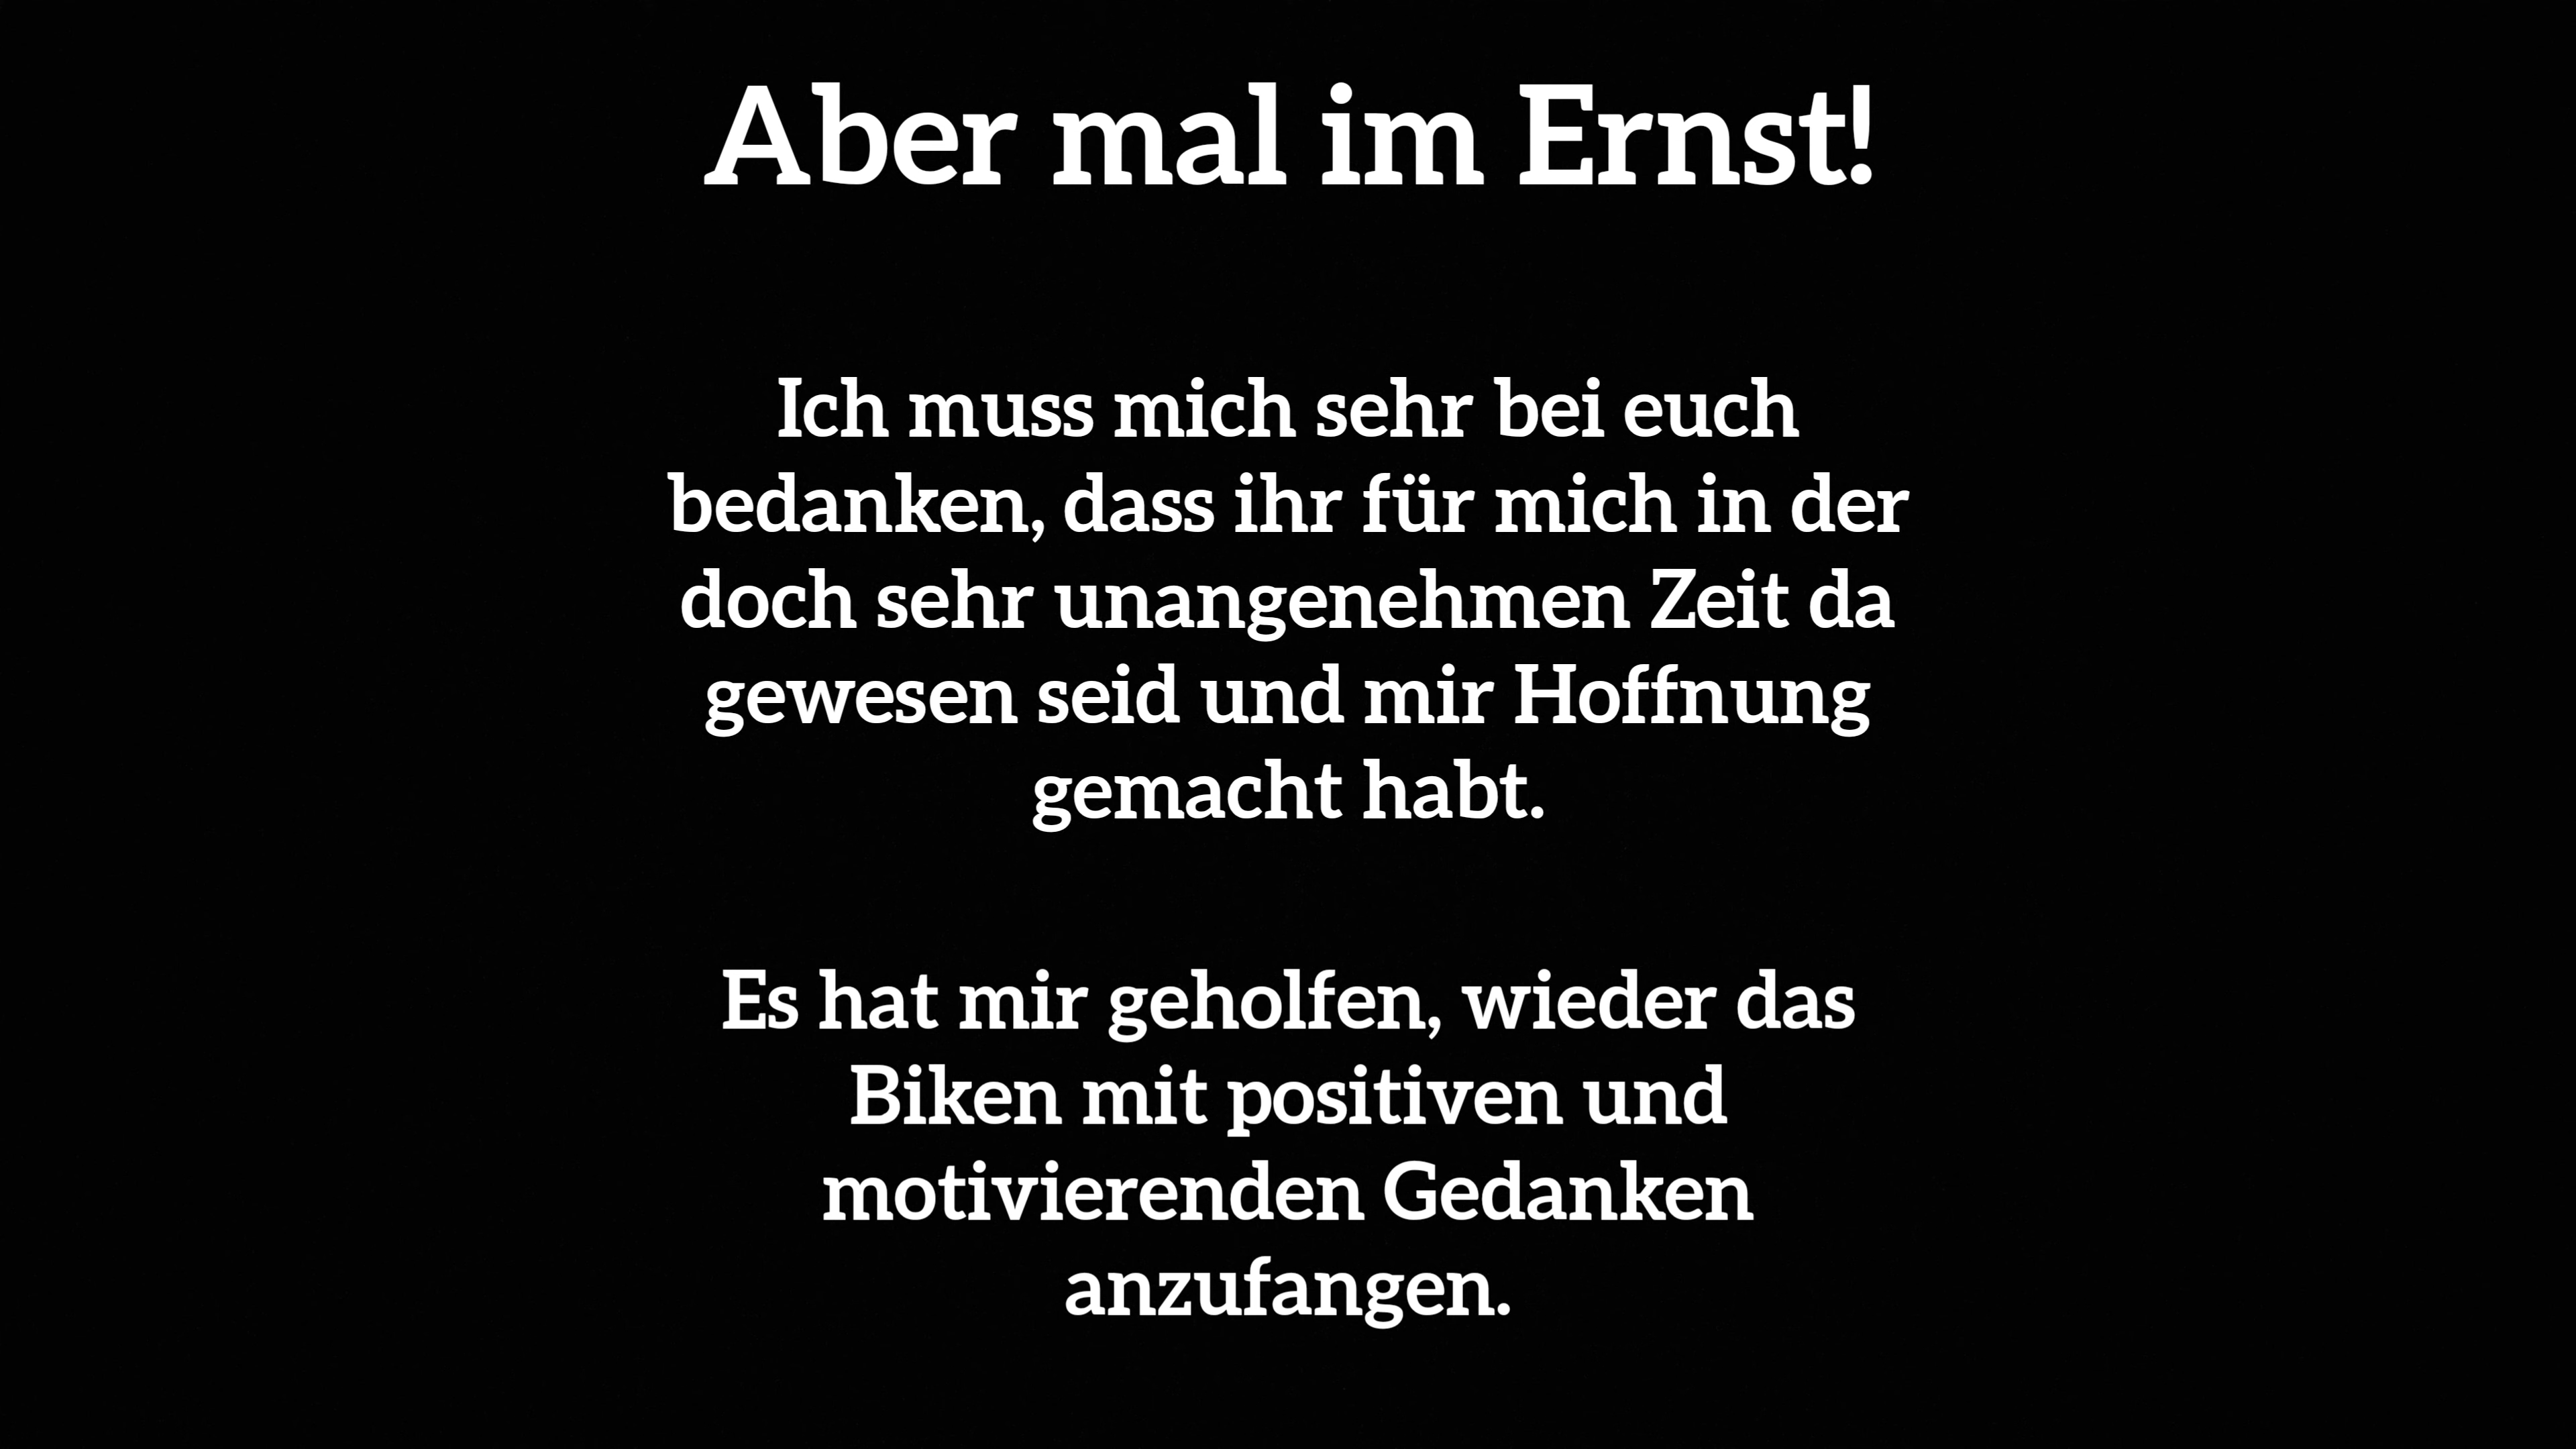 Aber mal im Ernst!
Ich muss mich sehr bei euch
bedanken, dass ihr für mich in der
doch sehr unangenehmen Zeit da
gewesen seid und mir Hoffnung
gemacht habt.
Es hat mir geholfen, wieder das
Biken mit positiven und
motivierenden Gedanken
anzufangen.